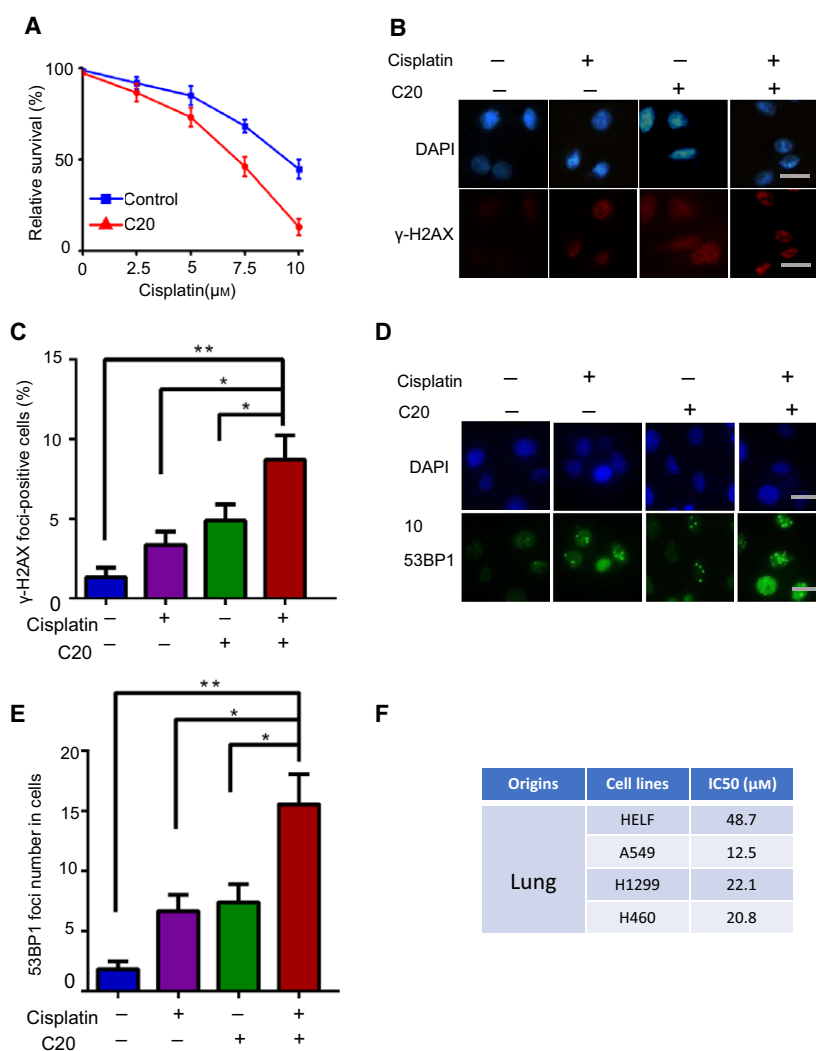 A
100
50
0
Relative survival (%)
Control
C20
0 2.5 5 7.5 10
Cisplatin(μM)
B
Cisplatin – + – +
C20 – – + +
DAPI
γ-H2AX
C
15
10
5
0
γ-H2AX foci-positive cells (%)
**
*
*
Cisplatin – + – +
C20 – – + +
D
Cisplatin – + – +
C20 – – + +
DAPI
10
53BP1
E
20
15
10
5
0
53BP1 foci number in cells
**
*
*
Cisplatin – + – +
C20 – – + +
F
Origins Cell lines IC50 (μM)
Lung
HELF 48.7
A549 12.5
H1299 22.1
H460 20.8